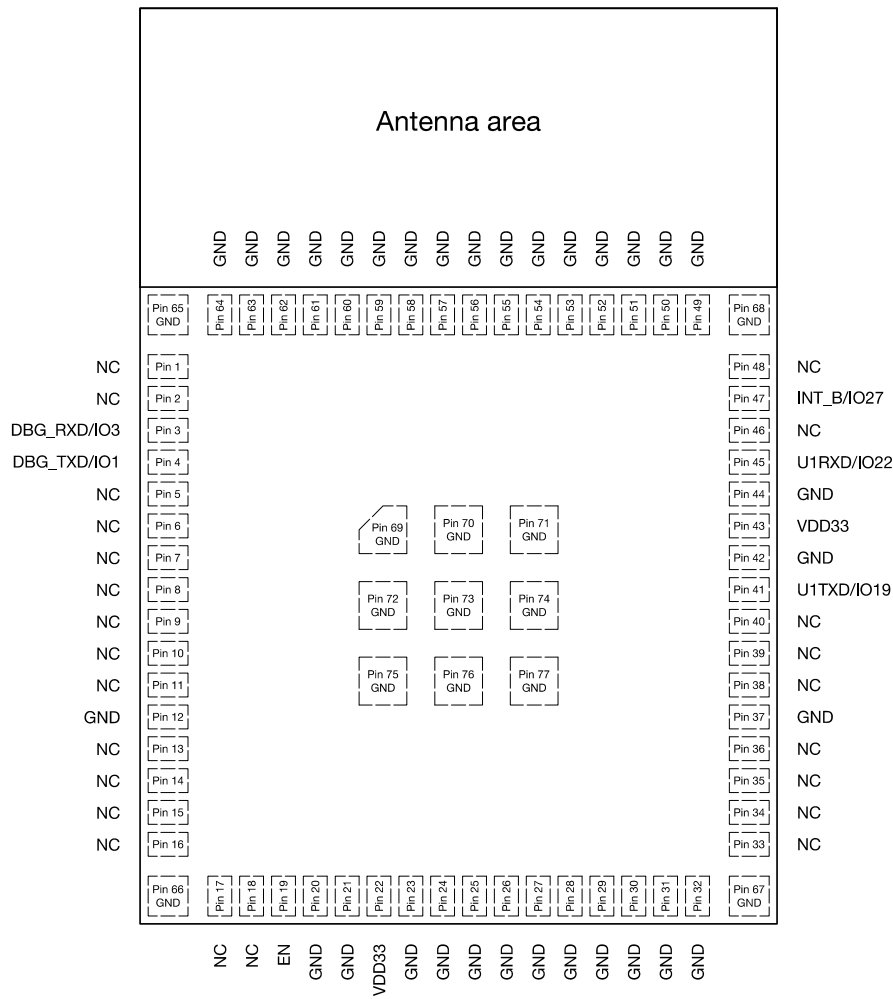 Antenna area
GND GND GND GND GND GND GND GND GND GND GND GND GND GND GND GND
Pin 65 GND
Pin 64 Pin 63 Pin 62 Pin 61 Pin 60 Pin 59 Pin 58 Pin 57 Pin 56 Pin 55 Pin 54 Pin 53 Pin 52 Pin 51 Pin 50 Pin 49
Pin 68 GND
NC Pin 1 Pin 48 NC
NC Pin 2 Pin 47 INT_B/IO27
DBG_RXD/IO3 Pin 3 Pin 46 NC
DBG_TXD/IO1 Pin 4 Pin 45 U1RXD/IO22
NC Pin 5 Pin 44 GND
NC Pin 6 Pin 43 VDD33
NC Pin 7 Pin 42 GND
NC Pin 8 Pin 41 U1TXD/IO19
NC Pin 9 Pin 40 NC
NC Pin 10 Pin 39 NC
NC Pin 11 Pin 38 NC
GND Pin 12 Pin 37 GND
NC Pin 13 Pin 36 NC
NC Pin 14 Pin 35 NC
NC Pin 15 Pin 34 NC
NC Pin 16 Pin 33 NC
Pin 69 Pin 70 Pin 71
GND GND GND
Pin 72 Pin 73 Pin 74
GND GND GND
Pin 75 Pin 76 Pin 77
GND GND GND
Pin 66 GND
Pin 17 Pin 18 Pin 19 Pin 20 Pin 21 Pin 22 Pin 23 Pin 24 Pin 25 Pin 26 Pin 27 Pin 28 Pin 29 Pin 30 Pin 31 Pin 32
Pin 67 GND
NC NC EN GND GND VDD33 GND GND GND GND GND GND GND GND GND GND